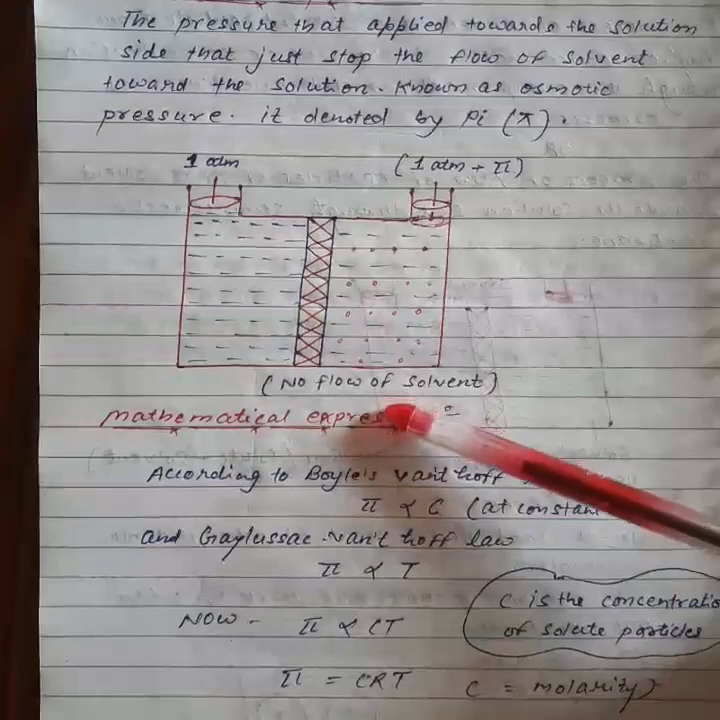 The pressure that applied towards the solution
side that just stop the flow of solvent
toward the solution. Known as osmotic
pressure. it denoted by Pi (π).
1 atm
(1 atm + π)
(No flow of solvent)
Mathematical expres
According to Boyle's Van't hoff
π ∝ C (at constan
and Gaylussac Van't hoff law
π ∝ T
C is the concentratio
of solute particles
Now - π ∝ CT
π = CRT C = molarity)